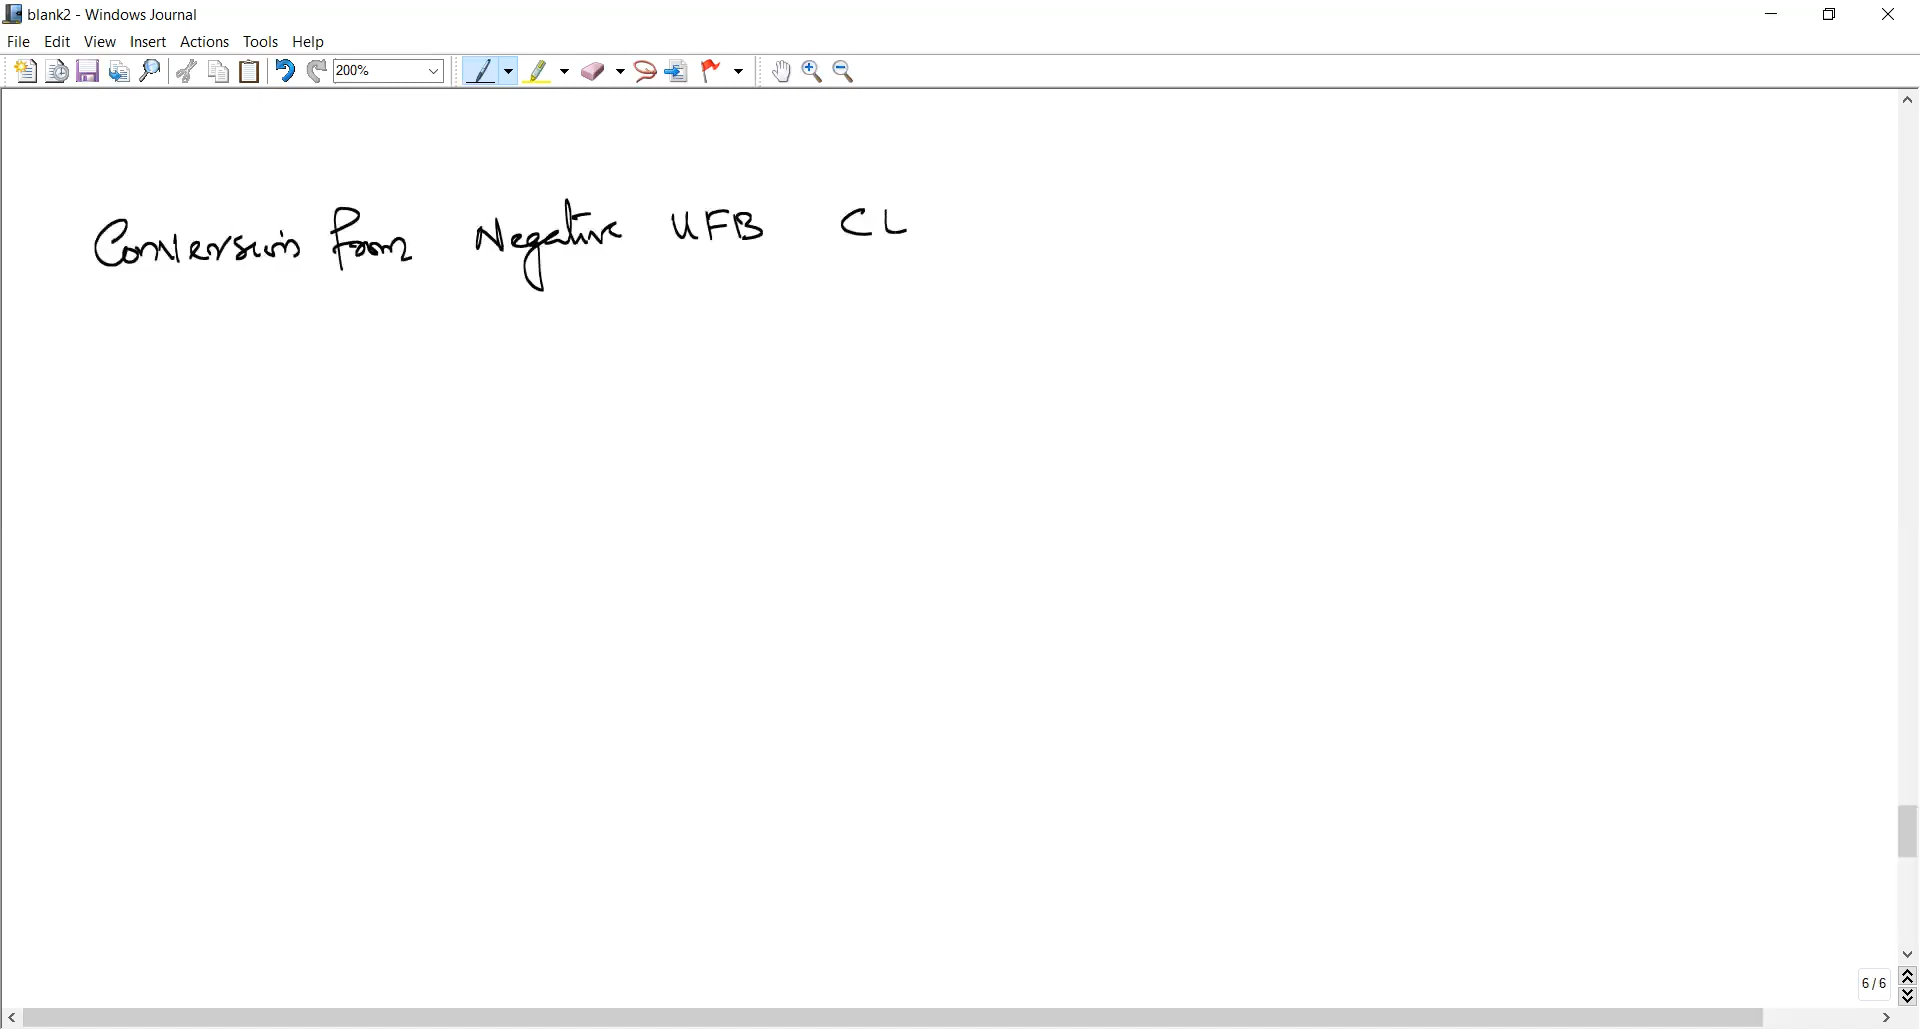 blank2 - Windows Journal
File Edit View Insert Actions Tools Help
200%
Conversion from Negative UFB CL
6 / 6